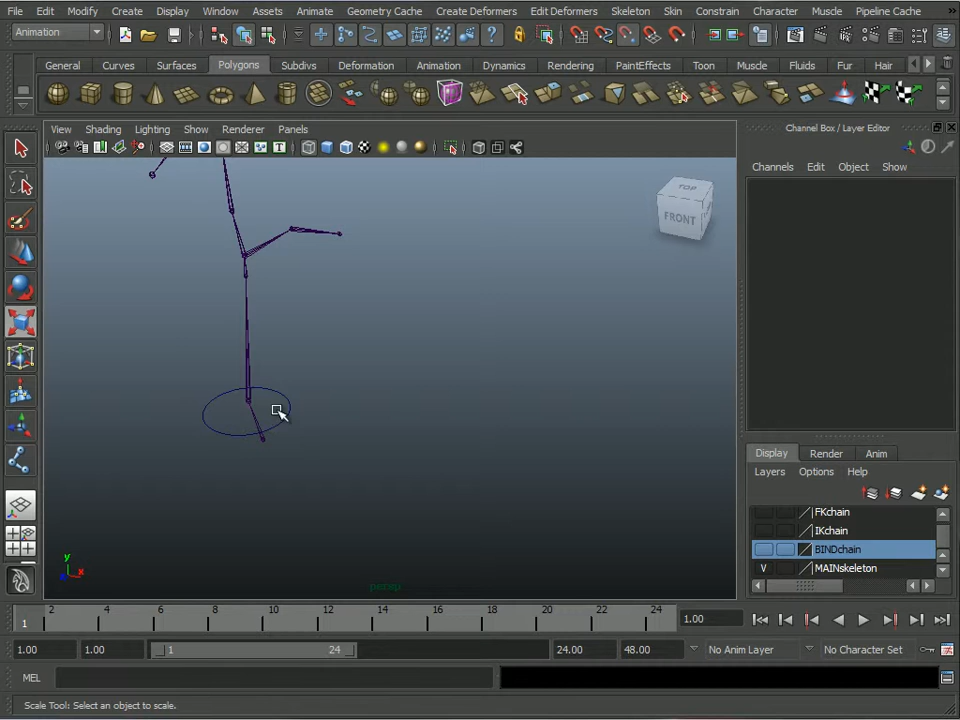 File Edit Modify Create Display Window Assets Animate Geometry Cache Create Deformers Edit Deformers Skeleton Skin Constrain Character Muscle Pipeline Cache »
Animation
General Curves Surfaces Polygons Subdivs Deformation Animation Dynamics Rendering PaintEffects Toon Muscle Fluids Fur Hair
View Shading Lighting Show Renderer Panels
Channel Box / Layer Editor
Channels Edit Object Show
TOP
FRONT
Display Render Anim
Layers Options Help
FKchain
IKchain
BINDchain
V MAINskeleton
y
x
persp
1 2 4 6 8 10 12 14 16 18 20 22 24 1.00
1.00 1.00 1 24 24.00 48.00 No Anim Layer No Character Set
MEL
Scale Tool: Select an object to scale.